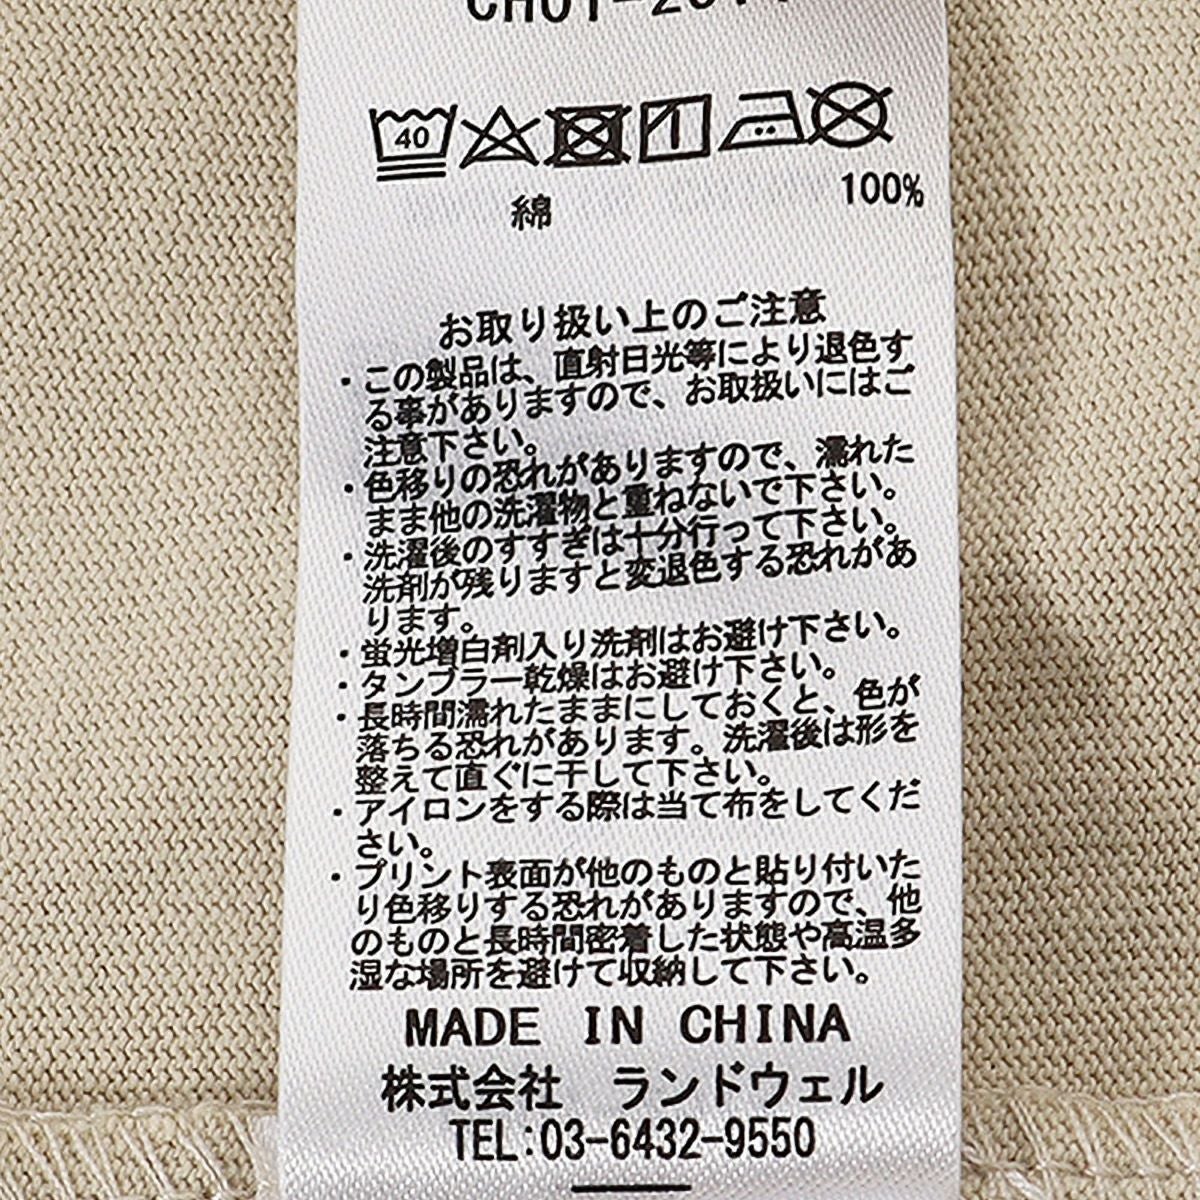 40
綿 100%
お取り扱い上のご注意
・この製品は、直射日光等により退色す
る事がありますので、お取扱いにはご
注意下さい。
・色移りの恐れがありますので、濡れた
まま他の洗濯物と重ねないで下さい。
・洗濯後のすすぎは十分行って下さい。
洗剤が残りますと変退色する恐れがあ
ります。
・蛍光増白剤入り洗剤はお避け下さい。
・タンブラー乾燥はお避け下さい。
・長時間濡れたままにしておくと、色が
落ちる恐れがあります。洗濯後は形を
整えて直ぐに干して下さい。
・アイロンをする際は当て布をしてくだ
さい。
・プリント表面が他のものと貼り付いた
り色移りする恐れがありますので、他
のものと長時間密着した状態や高温多
湿な場所を避けて収納して下さい。
MADE IN CHINA
株式会社 ランドウェル
TEL:03-6432-9550